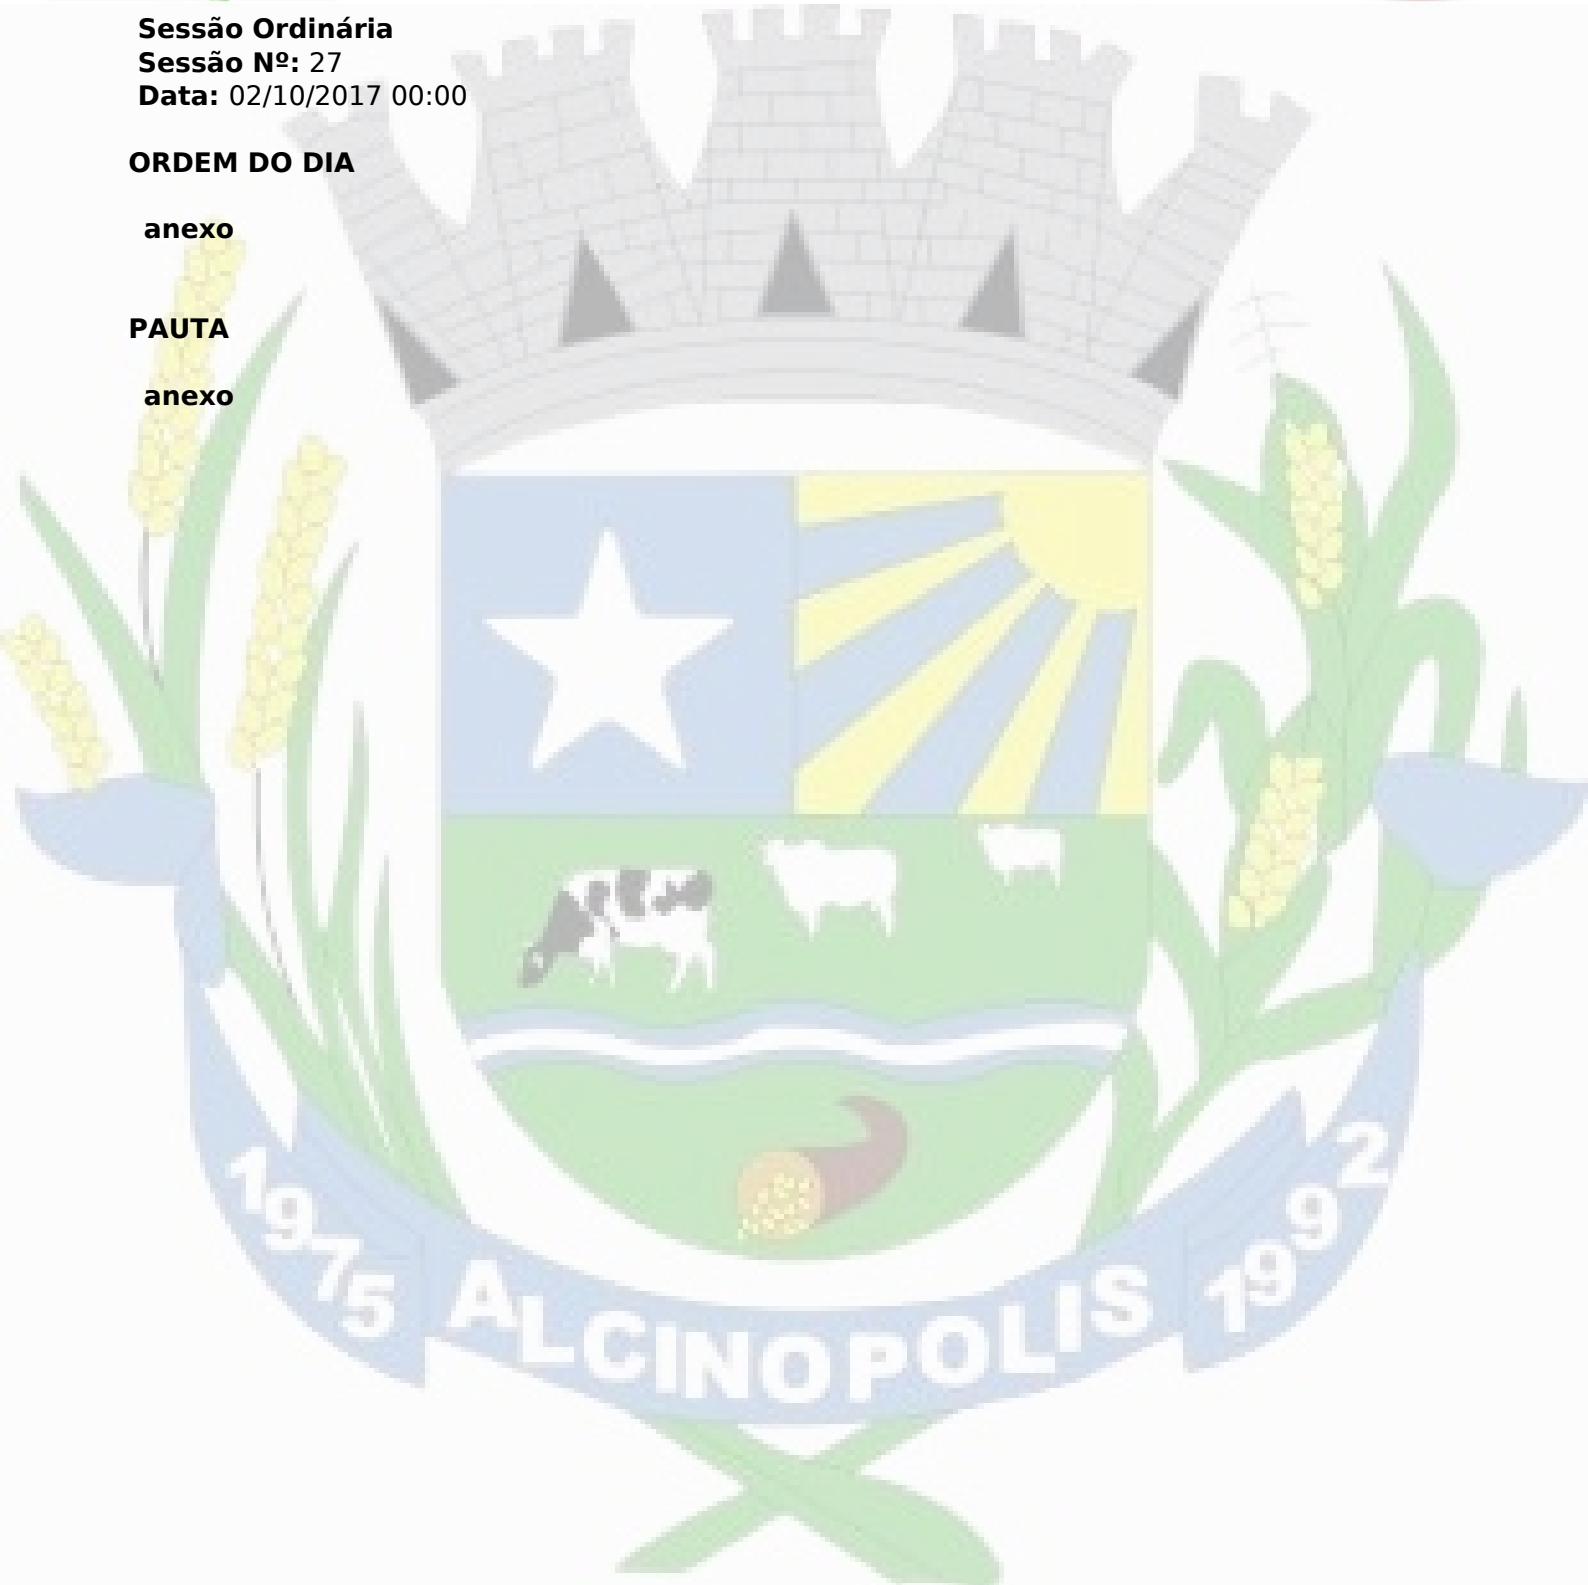 Sessão Ordinária
Sessão Nº: 27
Data: 02/10/2017 00:00
ORDEM DO DIA
anexo
PAUTA
anexo
1975 ALCINOPOLIS 1992